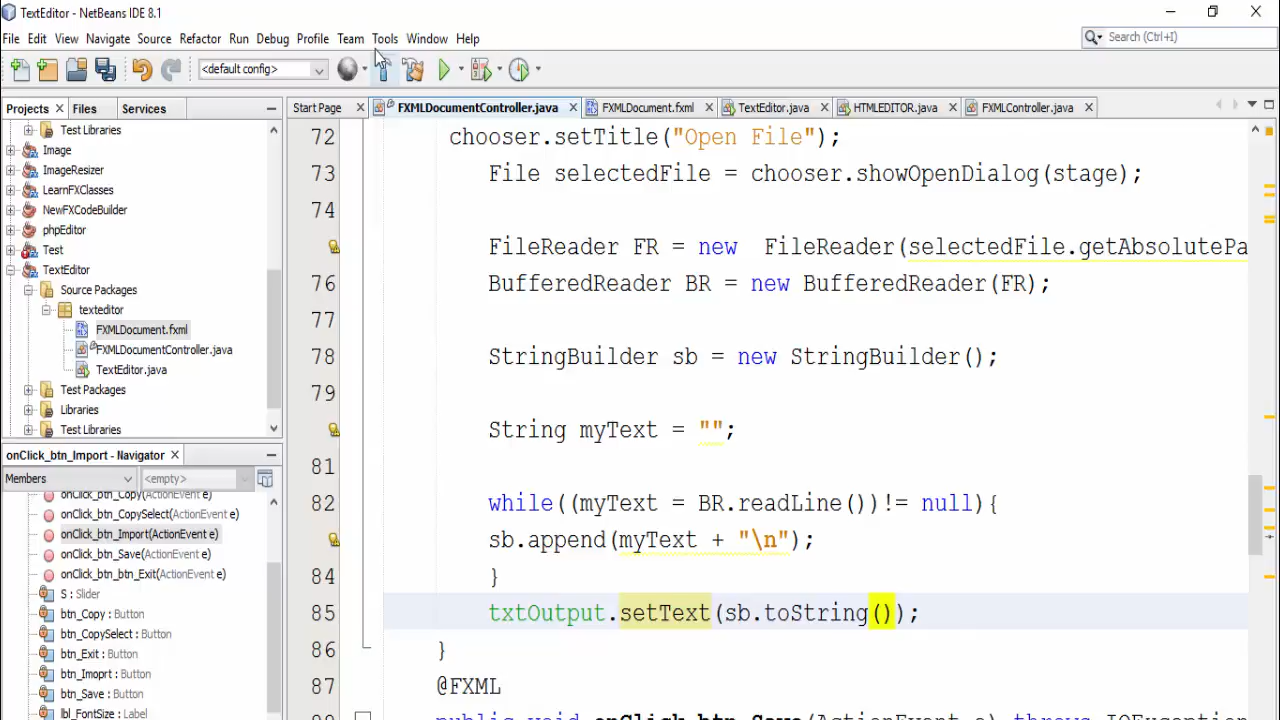 TextEditor - NetBeans IDE 8.1
File Edit View Navigate Source Refactor Run Debug Profile Team Tools Window Help
Search (Ctrl+I)
<default config>
Projects Files Services
Start Page FXMLDocumentController.java FXMLDocument.fxml TextEditor.java HTMLEDITOR.java FXMLController.java
Test Libraries
Image
ImageResizer
LearnFXClasses
NewFXCodeBuilder
phpEditor
Test
TextEditor
Source Packages
texteditor
FXMLDocument.fxml
FXMLDocumentController.java
TextEditor.java
Test Packages
Libraries
Test Libraries
onClick_btn_Import - Navigator
Members <empty>
onClick_btn_Copy(ActionEvent e)
onClick_btn_CopySelect(ActionEvent e)
onClick_btn_Import(ActionEvent e)
onClick_btn_Save(ActionEvent e)
onClick_btn_btn_Exit(ActionEvent e)
S : Slider
btn_Copy : Button
btn_CopySelect : Button
btn_Exit : Button
btn_Imoprt : Button
btn_Save : Button
lbl_FontSize : Label
72 chooser.setTitle("Open File");
73 File selectedFile = chooser.showOpenDialog(stage);
74
FileReader FR = new FileReader(selectedFile.getAbsolutePa
76 BufferedReader BR = new BufferedReader(FR);
77
78 StringBuilder sb = new StringBuilder();
79
String myText = "";
81
82 while((myText = BR.readLine())!= null){
sb.append(myText + "\n");
84 }
85 txtOutput.setText(sb.toString());
86 }
87 @FXML
public void onClick_btn_Save(ActionEvent e) throws IOException